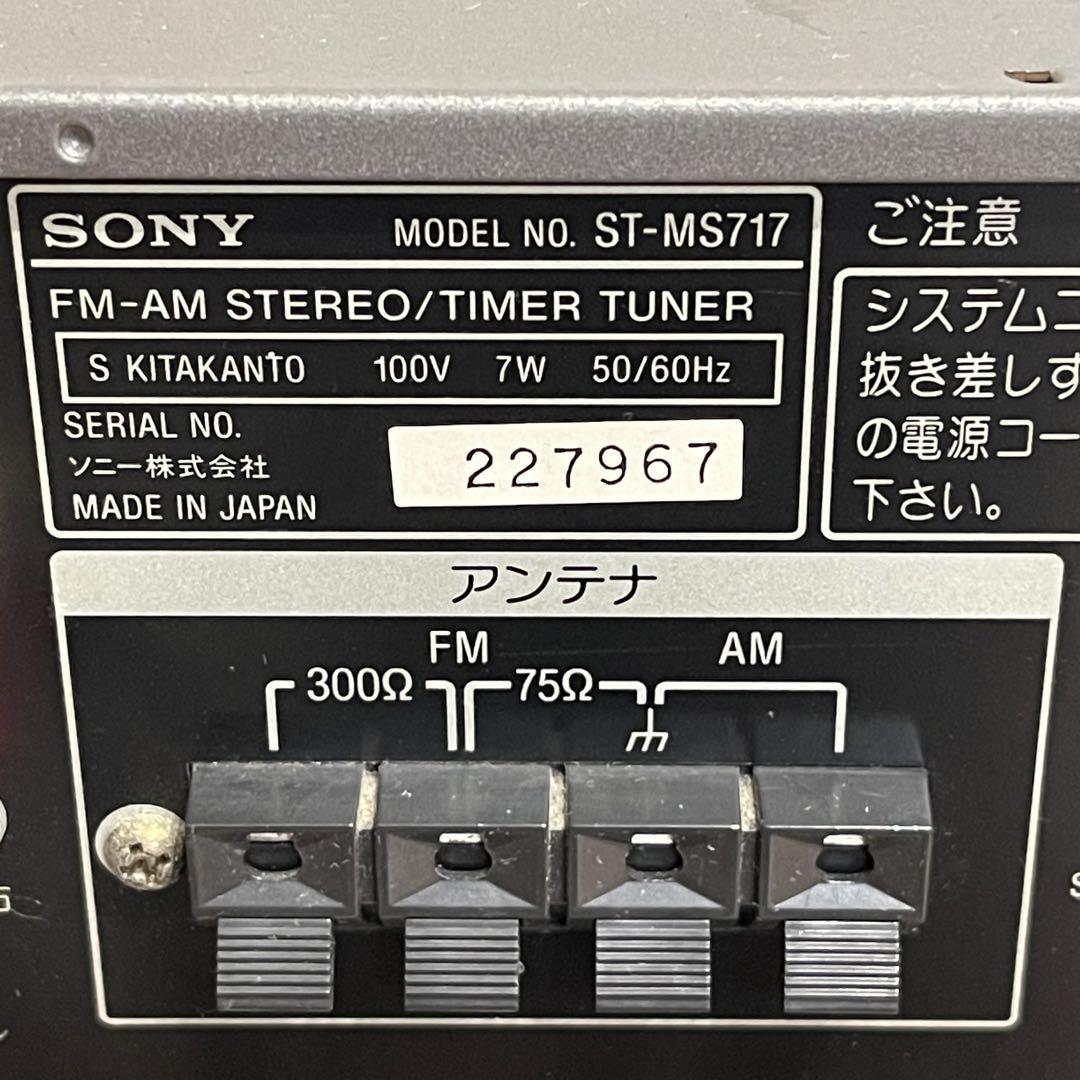 SONY MODEL NO. ST-MS717
FM-AM STEREO/TIMER TUNER
S KITAKANTO 100V 7W 50/60Hz
SERIAL NO.
ソニー株式会社
MADE IN JAPAN
227967
ご注意
システムコ
抜き差しす
の電源コー
下さい。
アンテナ
FM AM
300Ω 75Ω